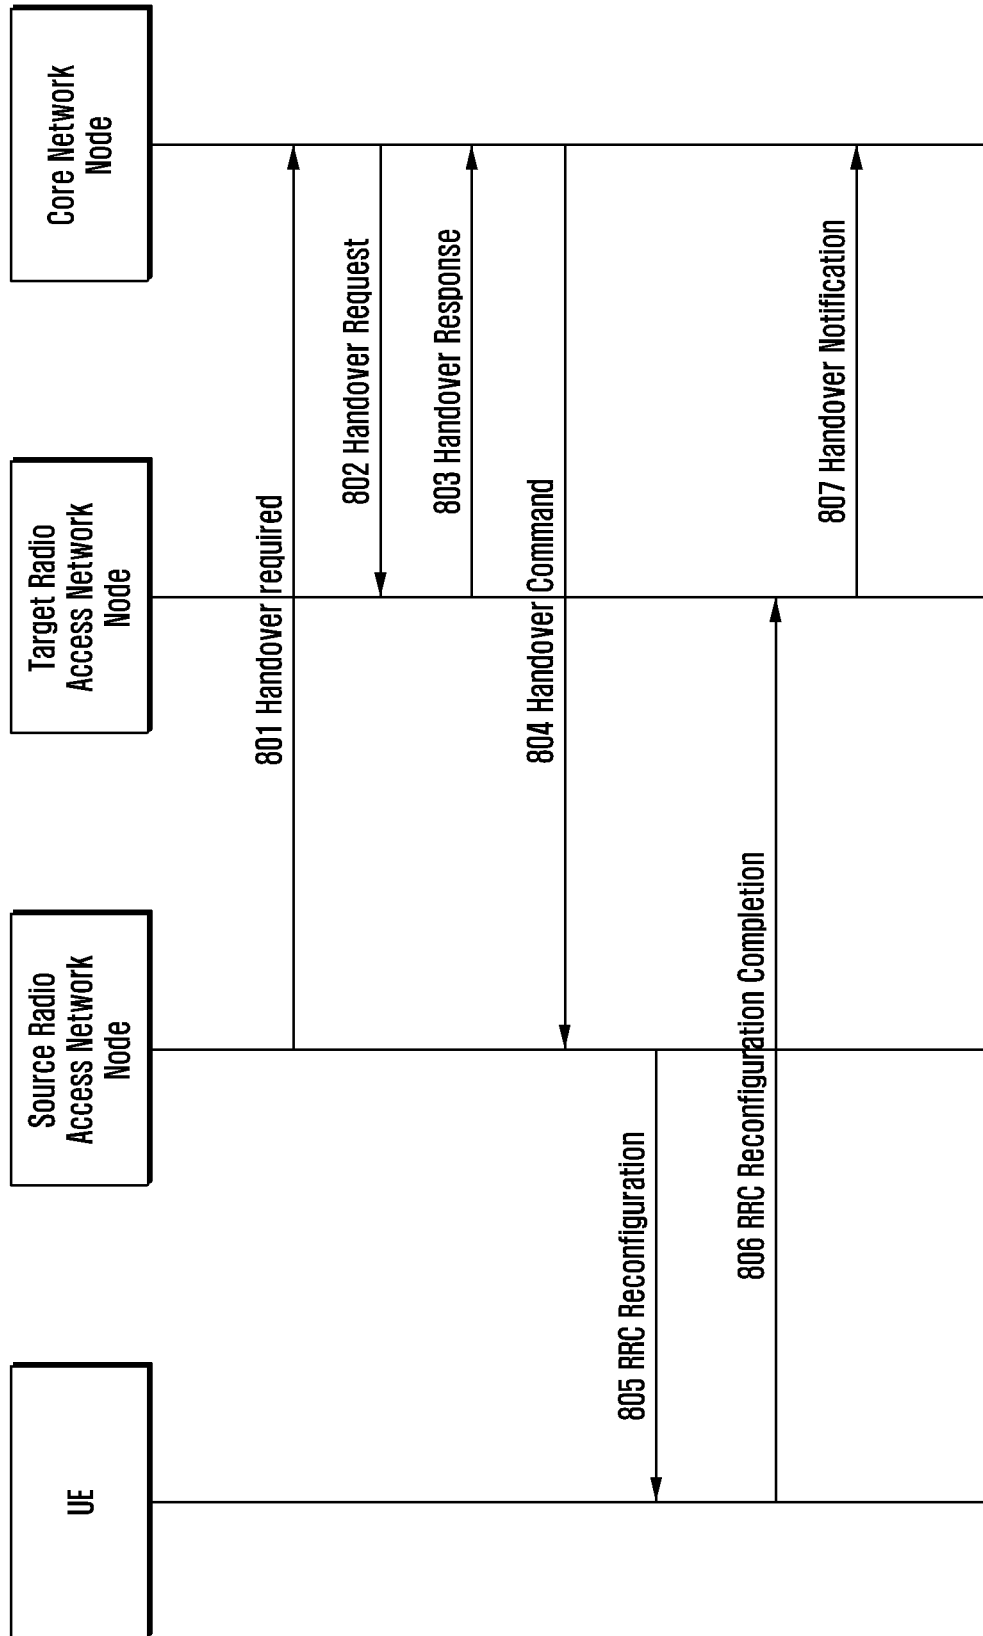 UE
Source Radio
Access Network
Node
Target Radio
Access Network
Node
Core Network
Node
801 Handover required
802 Handover Request
803 Handover Response
804 Handover Command
805 RRC Reconfiguration
806 RRC Reconfiguration Completion
807 Handover Notification